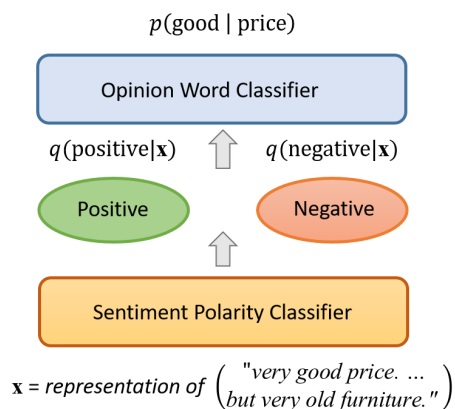 p(good | price)
Opinion Word Classifier
q(positive|x) q(negative|x)
Positive Negative
Sentiment Polarity Classifier
"very good price. ...
x = representation of ( )
but very old furniture."